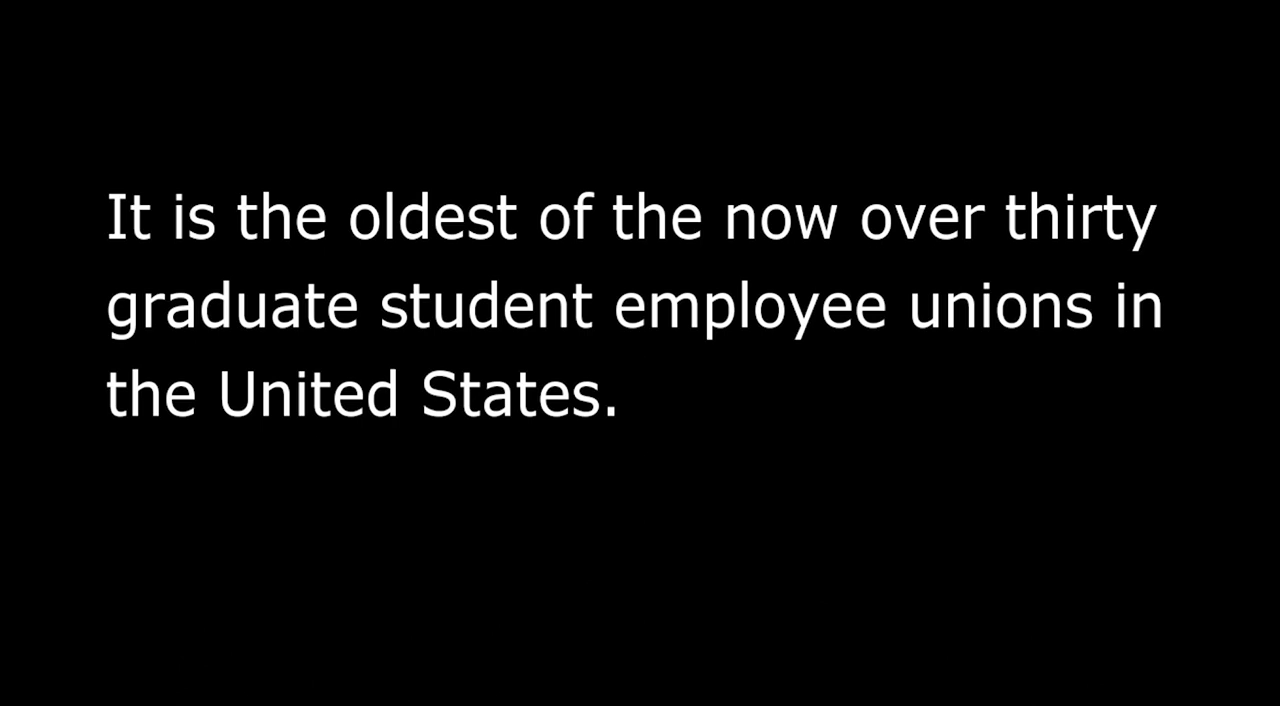 It is the oldest of the now over thirty
graduate student employee unions in
the United States.